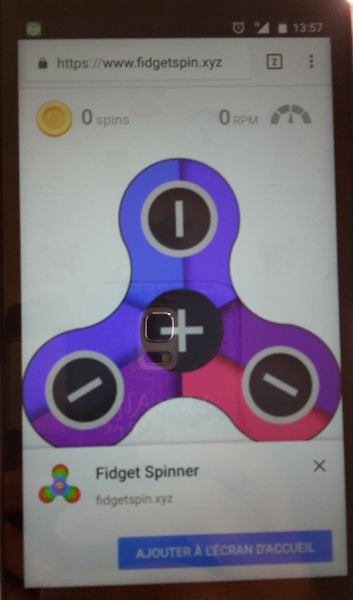 13:57
https://www.fidgetspin.xyz 2
0 spins 0 RPM
Fidget Spinner
fidgetspin.xyz
AJOUTER À L'ÉCRAN D'ACCUEIL